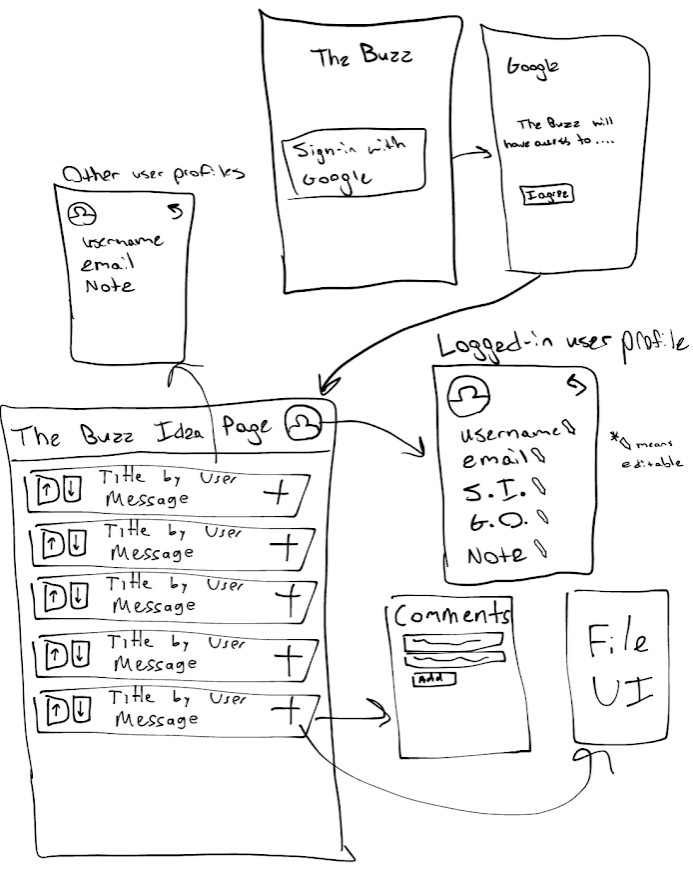 The Buzz
Sign-in with
Google
Google
The Buzz will
have access to ....
I agree
Other user profiles
username
email
Note
Logged-in user profile
username
email
S.I.
G.O.
Note
* means
editable
The Buzz Idea Page
Title by User
Message
Title by User
Message
Title by User
Message
Title by User
Message
Title by User
Message
Comments
Add
File
UI